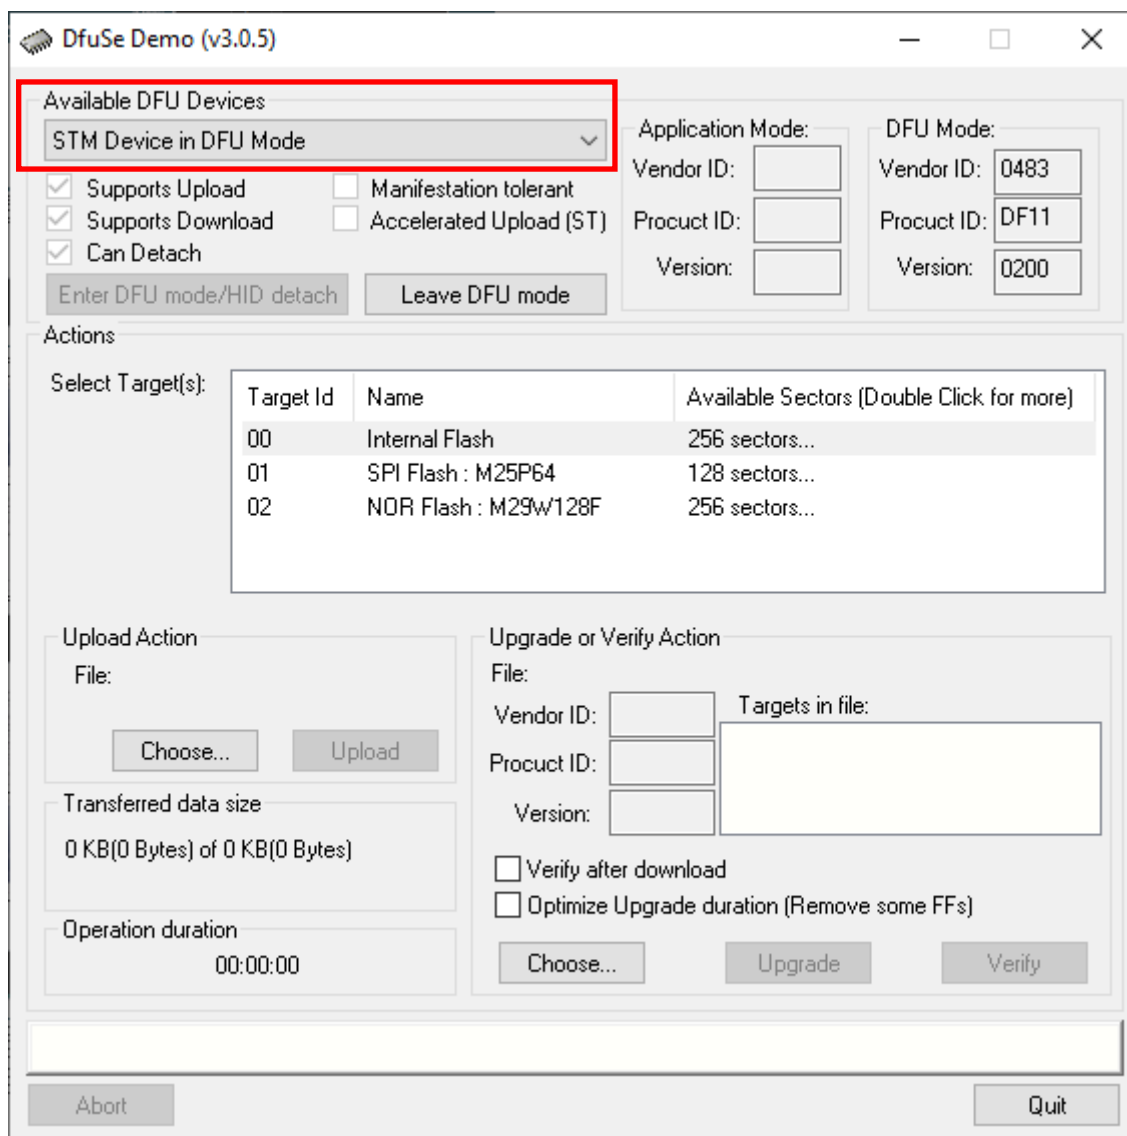 DfuSe Demo (v3.0.5)
Available DFU Devices
STM Device in DFU Mode
Supports Upload
Manifestation tolerant
Supports Download
Accelerated Upload (ST)
Can Detach
Enter DFU mode/HID detach
Leave DFU mode
Application Mode:
Vendor ID:
Procuct ID:
Version:
DFU Mode:
Vendor ID: 0483
Procuct ID: DF11
Version: 0200
Actions
Select Target(s):
Target Id Name Available Sectors (Double Click for more)
00 Internal Flash 256 sectors...
01 SPI Flash : M25P64 128 sectors...
02 NOR Flash : M29W128F 256 sectors...
Upload Action
File:
Choose... Upload
Transferred data size
0 KB(0 Bytes) of 0 KB(0 Bytes)
Operation duration
00:00:00
Upgrade or Verify Action
File:
Vendor ID:
Procuct ID:
Version:
Targets in file:
Verify after download
Optimize Upgrade duration (Remove some FFs)
Choose... Upgrade Verify
Abort Quit